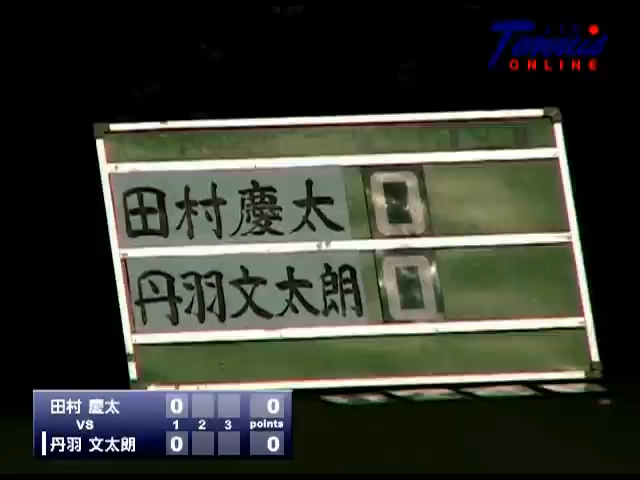 Tennis
ONLINE
田村慶太 0
丹羽文太朗 0
田村 慶太 0 0
VS 1 2 3 points
丹羽 文太朗 0 0